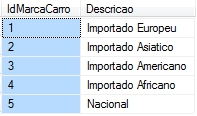 IdMarcaCarro Descricao
1 Importado Europeu
2 Importado Asiatico
3 Importado Americano
4 Importado Africano
5 Nacional